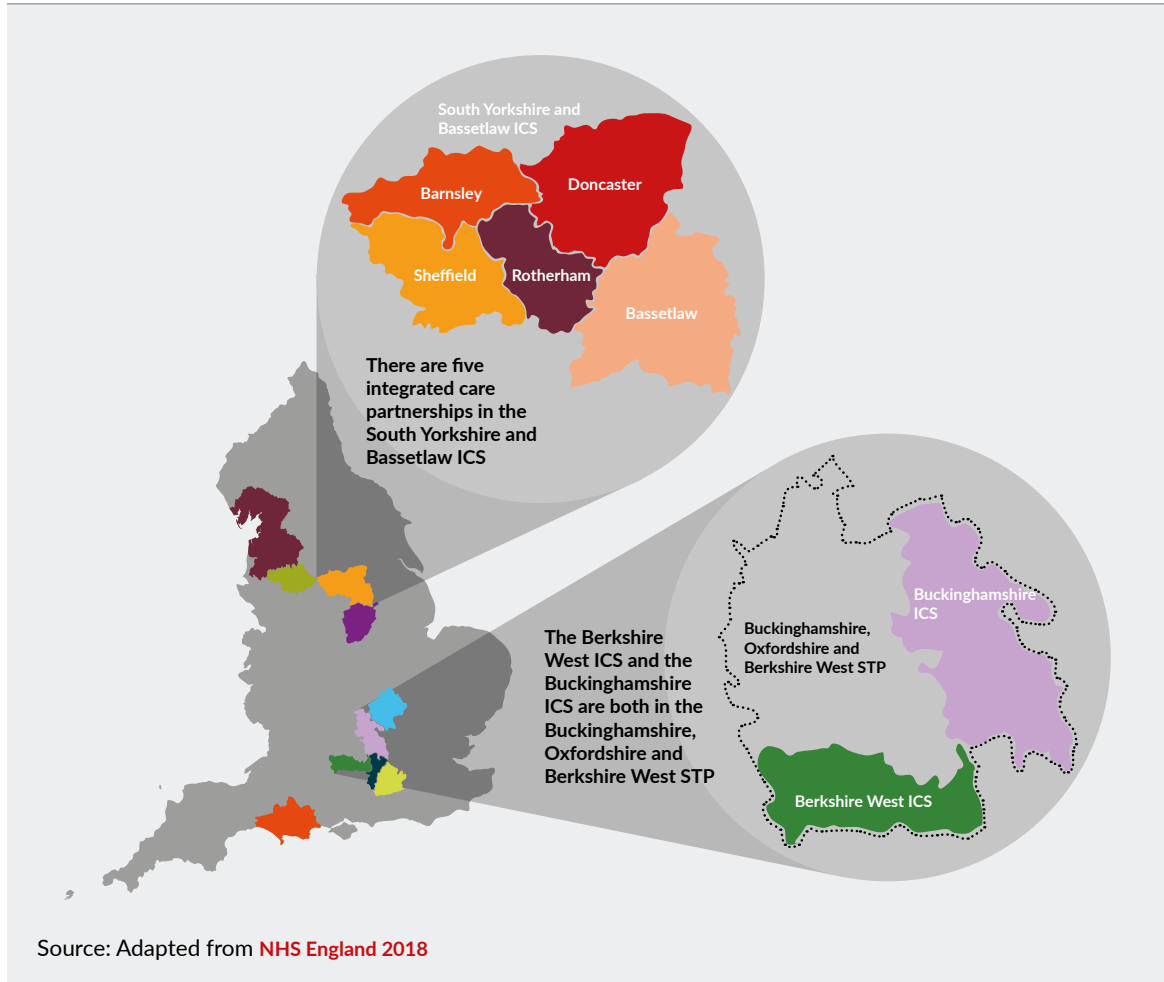 South Yorkshire and
Bassetlaw ICS
Barnsley
Doncaster
Sheffield
Rotherham
Bassetlaw
There are five
integrated care
partnerships in the
South Yorkshire and
Bassetlaw ICS
Buckinghamshire
ICS
Buckinghamshire,
Oxfordshire and
Berkshire West STP
The Berkshire
West ICS and the
Buckinghamshire
ICS are both in the
Buckinghamshire,
Oxfordshire and
Berkshire West STP
Berkshire West ICS
Source: Adapted from NHS England 2018